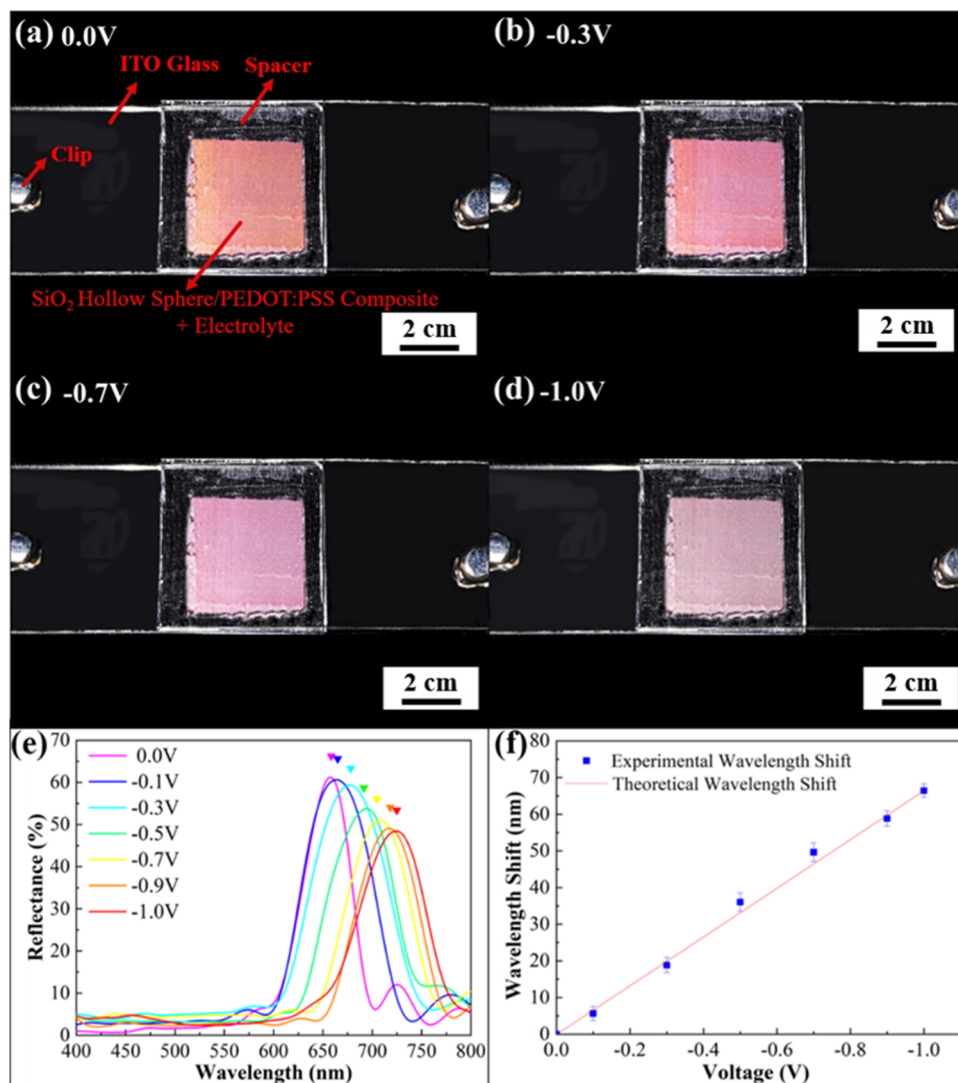 (a) 0.0V
ITO Glass
Spacer
Clip
SiO₂ Hollow Sphere/PEDOT:PSS Composite
+ Electrolyte
2 cm
(b) -0.3V
2 cm
(c) -0.7V
2 cm
(d) -1.0V
2 cm
(e)
70
60
50
40
30
20
10
0
Reflectance (%)
0.0V
-0.1V
-0.3V
-0.5V
-0.7V
-0.9V
-1.0V
400 450 500 550 600 650 700 750 800
Wavelength (nm)
(f)
80
70
60
50
40
30
20
10
0
Wavelength Shift (nm)
Experimental Wavelength Shift
Theoretical Wavelength Shift
0.0 -0.2 -0.4 -0.6 -0.8 -1.0
Voltage (V)